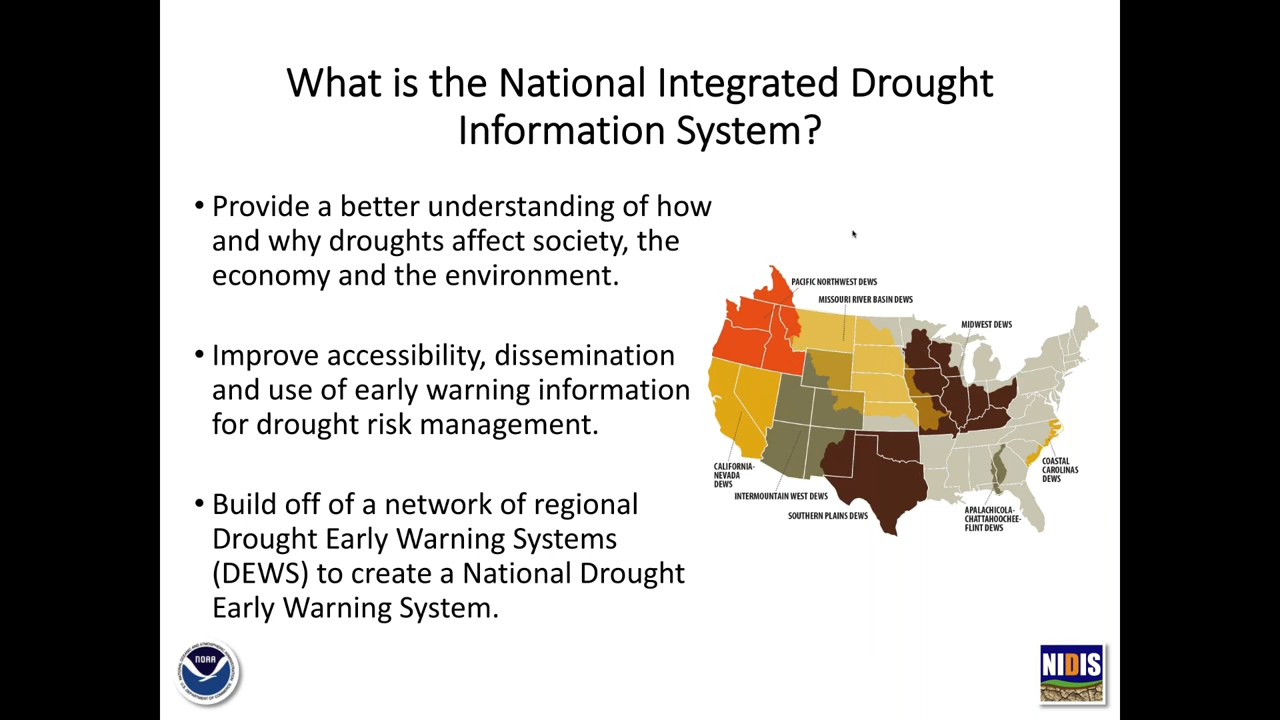 What is the National Integrated Drought
Information System?
• Provide a better understanding of how
and why droughts affect society, the
economy and the environment.
• Improve accessibility, dissemination
and use of early warning information
for drought risk management.
• Build off of a network of regional
Drought Early Warning Systems
(DEWS) to create a National Drought
Early Warning System.
PACIFIC NORTHWEST DEWS
MISSOURI RIVER BASIN DEWS
MIDWEST DEWS
CALIFORNIA-
NEVADA
DEWS
INTERMOUNTAIN WEST DEWS
SOUTHERN PLAINS DEWS
COASTAL
CAROLINAS
DEWS
APALACHICOLA-
CHATTAHOOCHEE-
FLINT DEWS
NOAA
NIDIS